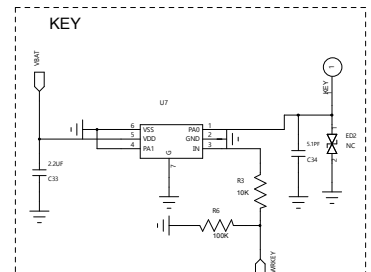 KEY
VBAT
U7
KEY
1
6 VSS PA0 1
5 VDD GND 2
4 PA1 IN 3
G
7
2.2UF
C33
5.1PF
C34
1
2
ED2
NC
R3
10K
R6
100K